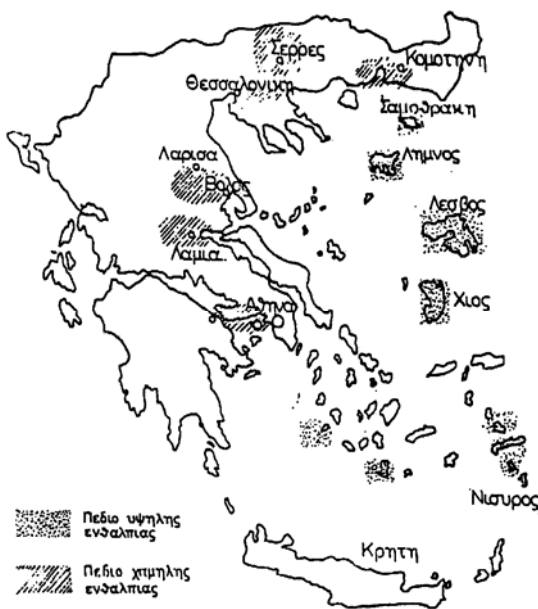 Σερρες
Κομοτηνη
Θεσσαλονικη
Σαμοθρακη
Λαρισα
Λημνος
Βολος
Λεσβος
Λαμια
Χιος
Αθηνα
Νισυρος
Πεδιο υψηλης
ενθαλπιας
Κρητη
Πεδιο χαμηλης
ενθαλπιας